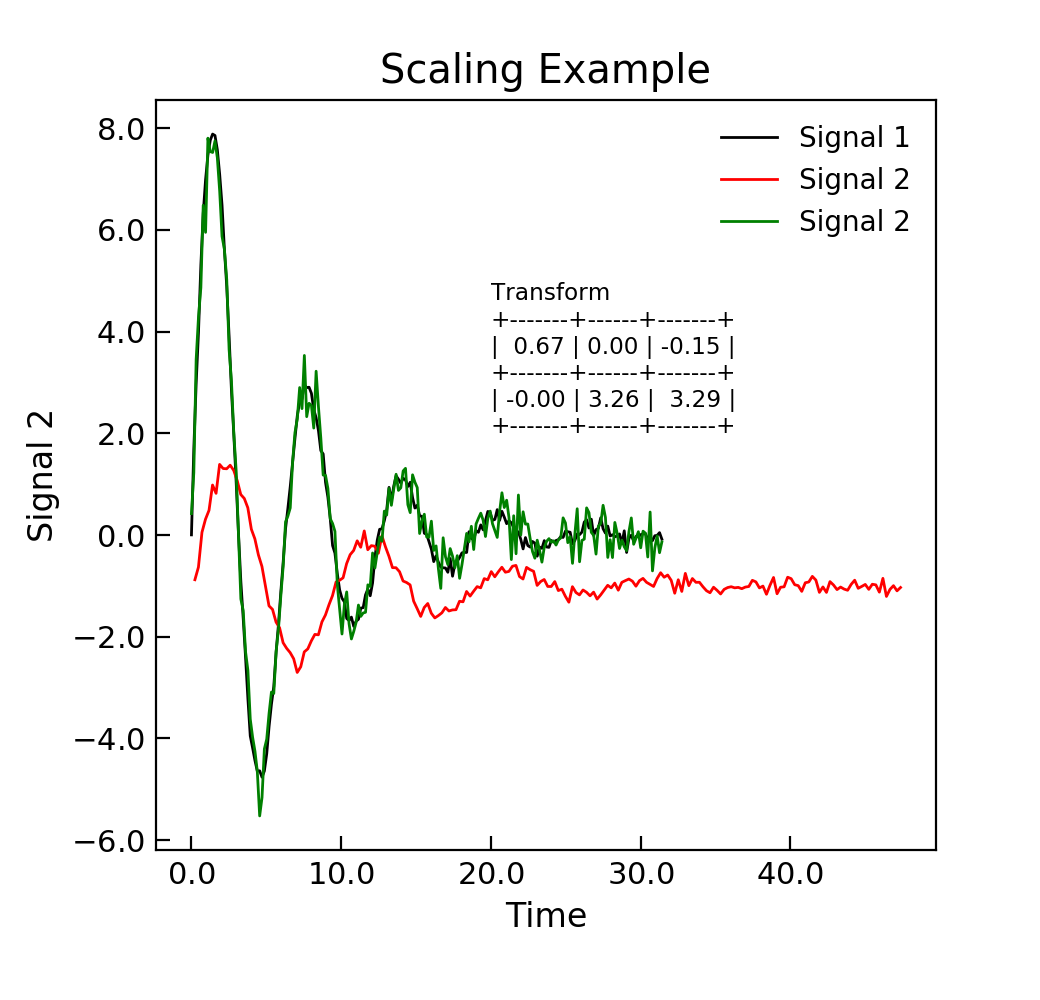 Scaling Example
8.0
6.0
4.0
2.0
0.0
−2.0
−4.0
−6.0
Signal 2
Signal 1
Signal 2
Signal 2
Transform
+-------+------+-------+
|  0.67 | 0.00 | -0.15 |
+-------+------+-------+
| -0.00 | 3.26 |  3.29 |
+-------+------+-------+
0.0 10.0 20.0 30.0 40.0
Time